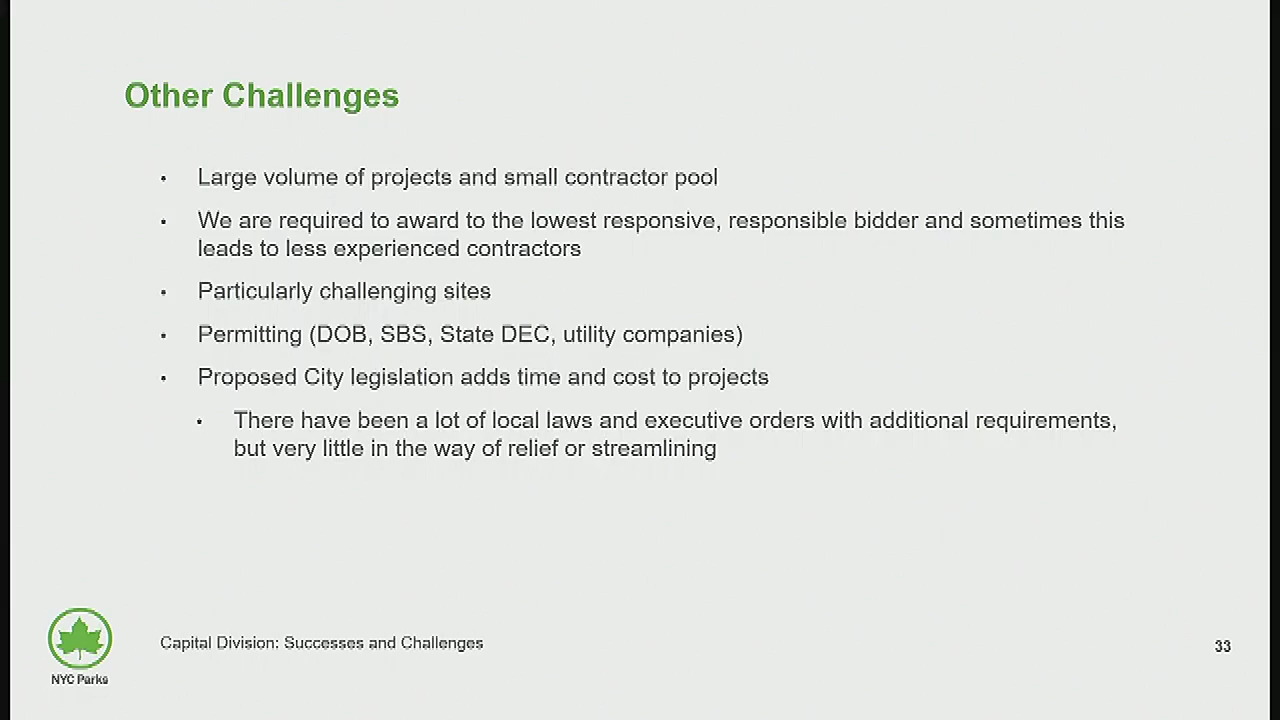 Other Challenges
• Large volume of projects and small contractor pool
• We are required to award to the lowest responsive, responsible bidder and sometimes this
leads to less experienced contractors
• Particularly challenging sites
• Permitting (DOB, SBS, State DEC, utility companies)
• Proposed City legislation adds time and cost to projects
• There have been a lot of local laws and executive orders with additional requirements,
but very little in the way of relief or streamlining
NYC Parks
Capital Division: Successes and Challenges
33